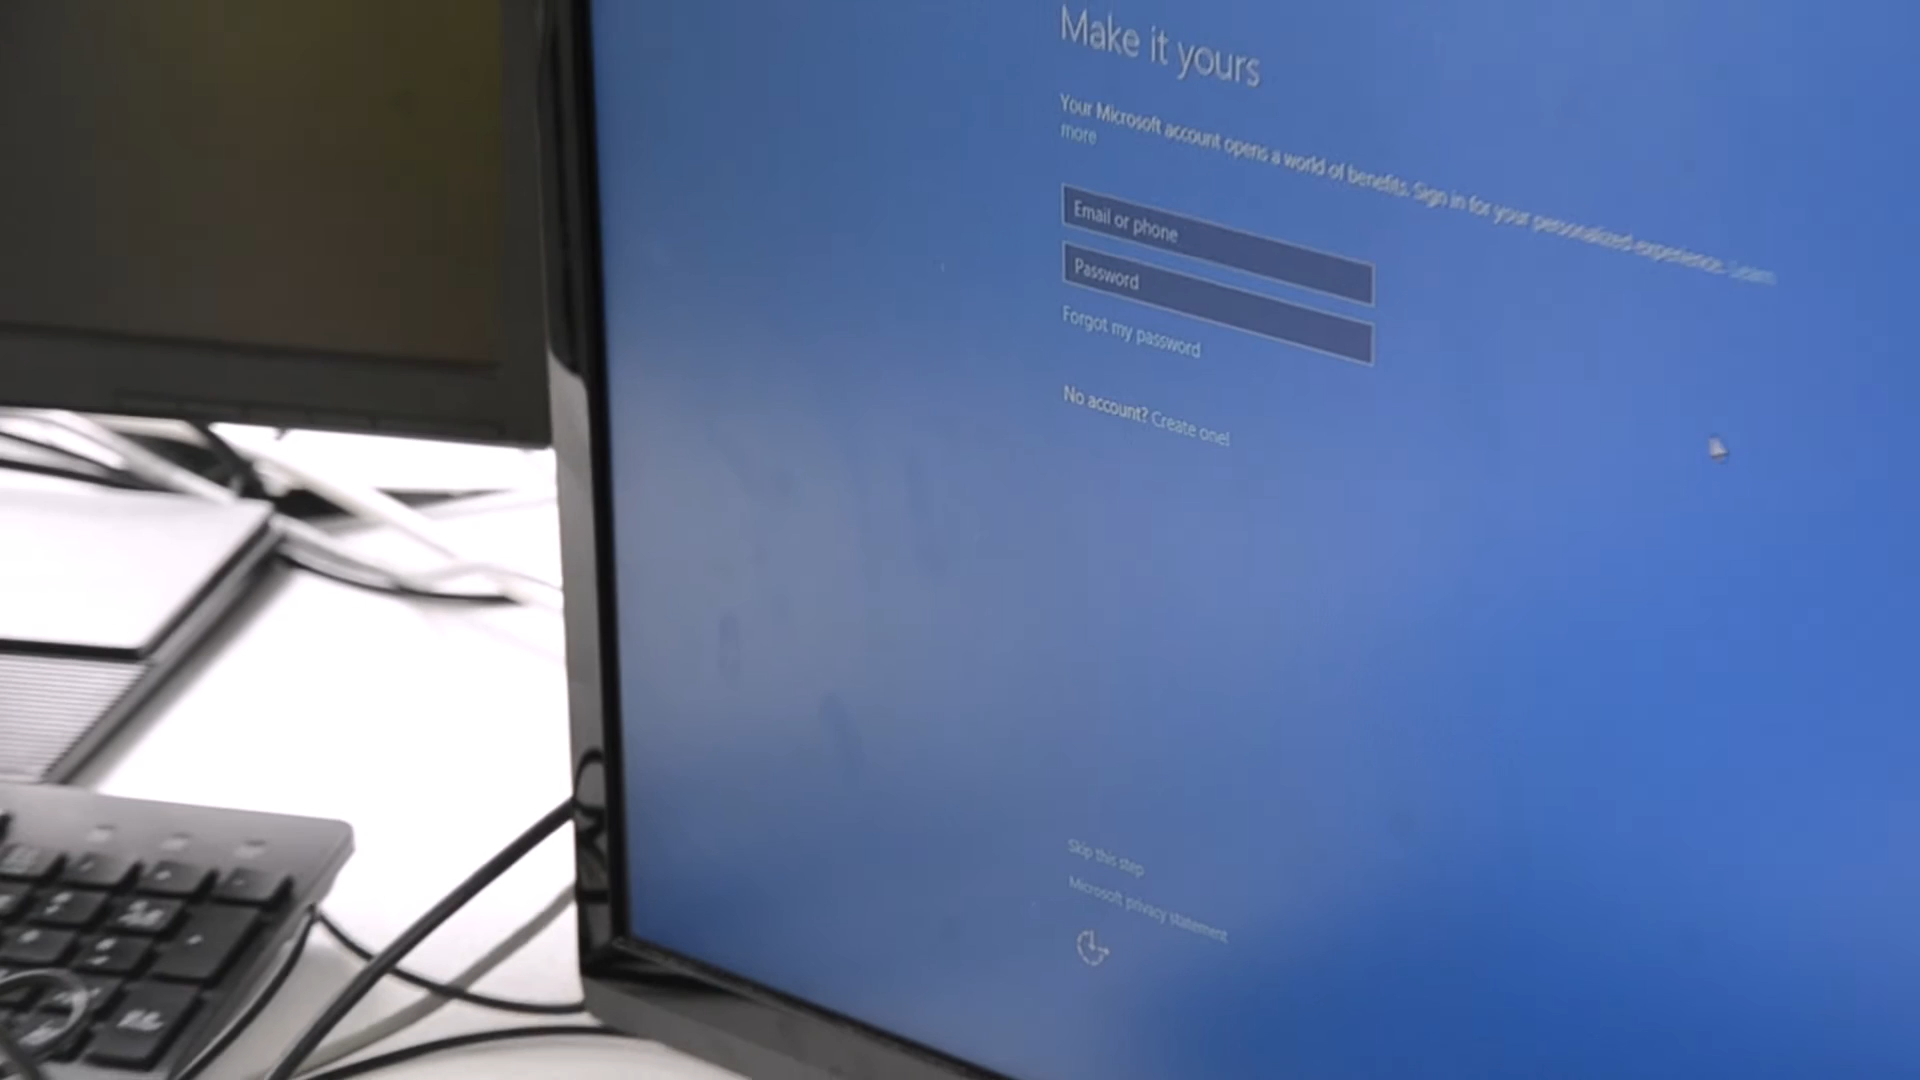 Make it yours
Your Microsoft account opens a world of benefits. Sign in for your personalized experience. Learn
more
Email or phone
Password
Forgot my password
No account? Create one!
Skip this step
Microsoft privacy statement